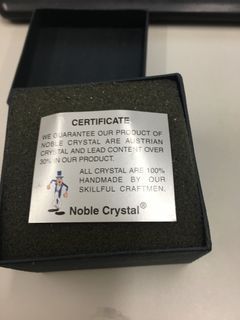 CERTIFICATE
WE GUARANTEE OUR PRODUCT OF
NOBLE CRYSTAL ARE AUSTRIAN
CRYSTAL AND LEAD CONTENT OVER
30% IN OUR PRODUCT.
ALL CRYSTAL ARE 100%
HANDMADE BY OUR
SKILLFUL CRAFTMEN.
Noble Crystal®